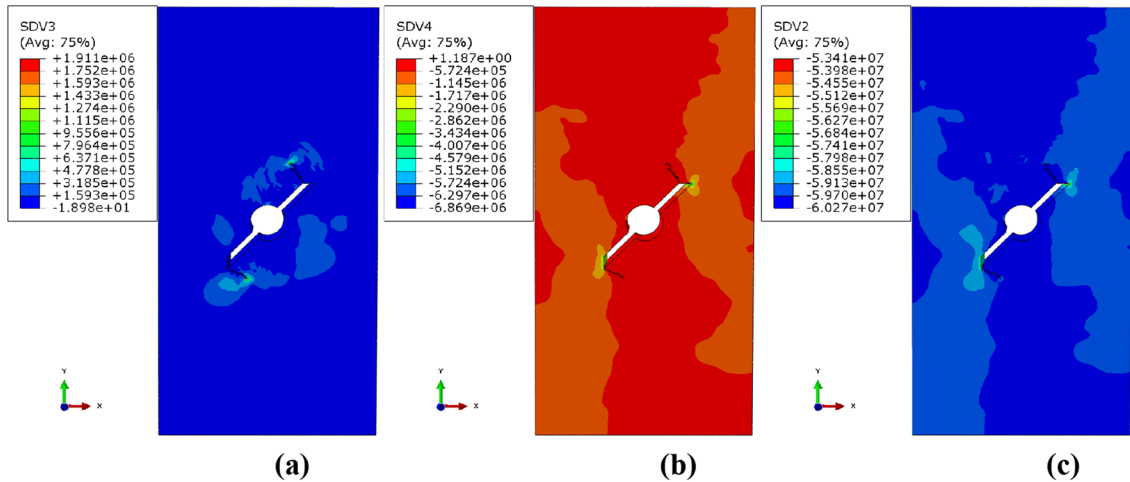 SDV3
(Avg: 75%)
+1.911e+06
+1.752e+06
+1.593e+06
+1.433e+06
+1.274e+06
+1.115e+06
+9.556e+05
+7.964e+05
+6.371e+05
+4.778e+05
+3.185e+05
+1.593e+05
-1.898e+01
Y
X
(a)
SDV4
(Avg: 75%)
+1.187e+00
-5.724e+05
-1.145e+06
-1.717e+06
-2.290e+06
-2.862e+06
-3.434e+06
-4.007e+06
-4.579e+06
-5.152e+06
-5.724e+06
-6.297e+06
-6.869e+06
Y
X
(b)
SDV2
(Avg: 75%)
-5.341e+07
-5.398e+07
-5.455e+07
-5.512e+07
-5.569e+07
-5.627e+07
-5.684e+07
-5.741e+07
-5.798e+07
-5.855e+07
-5.913e+07
-5.970e+07
-6.027e+07
Y
X
(c)